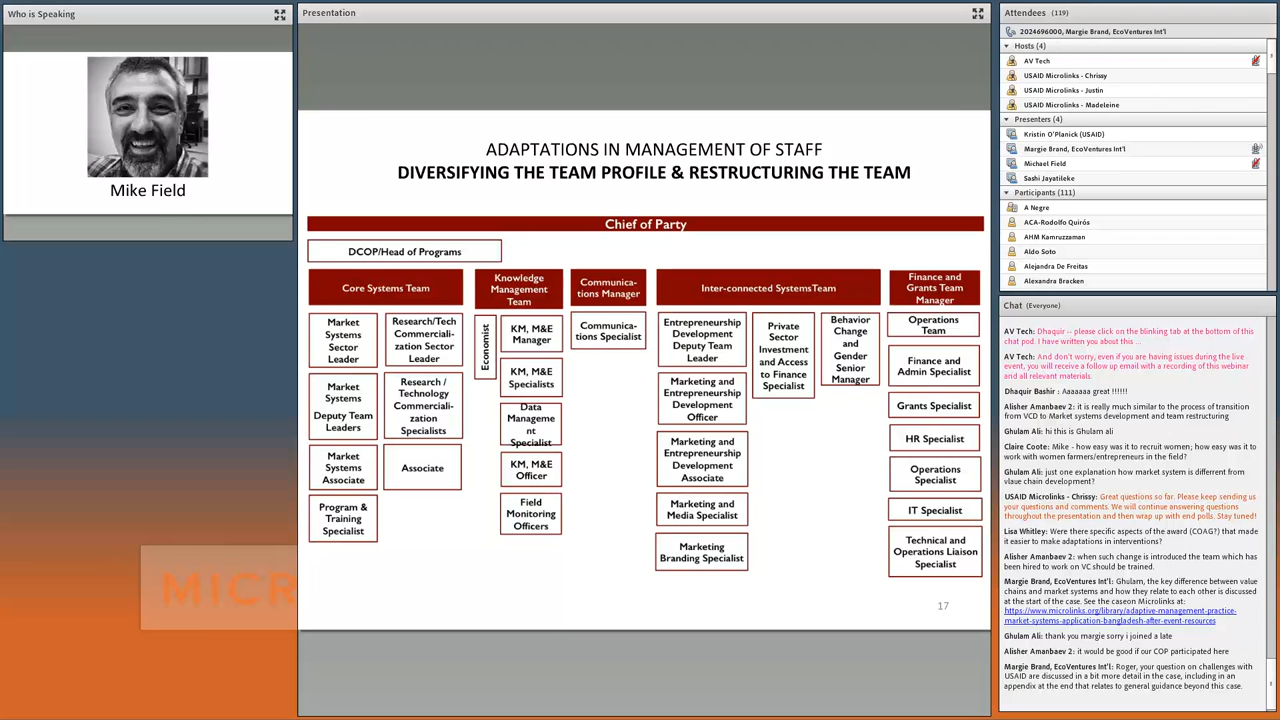 Who is Speaking
Mike Field
MICR
Presentation
ADAPTATIONS IN MANAGEMENT OF STAFF
DIVERSIFYING THE TEAM PROFILE & RESTRUCTURING THE TEAM
Chief of Party
DCOP/Head of Programs
Core Systems Team
Market
Systems
Sector
Leader
Market
Systems
Deputy Team
Leaders
Market
Systems
Associate
Program &
Training
Specialist
Research/Tech
Commerciali-
zation Sector
Leader
Research /
Technology
Commerciali-
zation
Specialists
Associate
Knowledge
Management
Team
Economist
KM, M&E
Manager
KM, M&E
Specialists
Data
Manageme
nt
Specialist
KM, M&E
Officer
Field
Monitoring
Officers
Communica-
tions Manager
Communica-
tions Specialist
Inter-connected SystemsTeam
Entrepreneurship
Development
Deputy Team
Leader
Marketing and
Entrepreneurship
Development
Officer
Marketing and
Entrepreneurship
Development
Associate
Marketing and
Media Specialist
Marketing
Branding Specialist
Private
Sector
Investment
and Access
to Finance
Specialist
Behavior
Change
and
Gender
Senior
Manager
Finance and
Grants Team
Manager
Operations
Team
Finance and
Admin Specialist
Grants Specialist
HR Specialist
Operations
Specialist
IT Specialist
Technical and
Operations Liaison
Specialist
17
Attendees (119)
2024696000, Margie Brand, EcoVentures Int'l
Hosts (4)
AV Tech
USAID Microlinks - Chrissy
USAID Microlinks - Justin
USAID Microlinks - Madeleine
Presenters (4)
Kristin O'Planick (USAID)
Margie Brand, EcoVentures Int'l
Michael Field
Sashi Jayatileke
Participants (111)
A Negre
ACA-Rodolfo Quirós
AHM Kamruzzaman
Aldo Soto
Alejandra De Freitas
Alexandra Bracken
Chat (Everyone)
AV Tech: Dhaquir -- please click on the blinking tab at the bottom of this
chat pod. I have written you about this ...
AV Tech: And don't worry, even if you are having issues during the live
event, you will receive a follow up email with a recording of this webinar
and all relevant materials.
Dhaquir Bashir : Aaaaaaa great !!!!!!
Alisher Amanbaev 2: it is really much similar to the process of transition
from VCD to Market systems development and team restructuring
Ghulam Ali: hi this is Ghulam ali
Claire Coote: Mike - how easy was it to recruit women; how easy was it to
work with women farmers/entrepreneurs in the field?
Ghulam Ali: just one explanation how market system is differrent from
vlaue chain development?
USAID Microlinks - Chrissy: Great questions so far. Please keep sending us
your questions and comments. We will continue answering questions
throughout the presentation and then wrap up with end polls. Stay tuned!
Lisa Whitley: Were there specific aspects of the award (COAG?) that made
it easier to make adaptations in interventions?
Alisher Amanbaev 2: when such change is introduced the team which has
been hired to work on VC should be trained.
Margie Brand, EcoVentures Int'l: Ghulam, the key difference between value
chains and market systems and how they relate to each other is discussed
at the start of the case. See the caseon Microlinks at:
https://www.microlinks.org/library/adaptive-management-practice-
market-systems-application-bangladesh-after-event-resources
Ghulam Ali: thank you margie sorry i joined a late
Alisher Amanbaev 2: it would be good if our COP participated here
Margie Brand, EcoVentures Int'l: Roger, your question on challenges with
USAID are discussed in a bit more detail in the case, including in an
appendix at the end that relates to general guidance beyond this case.